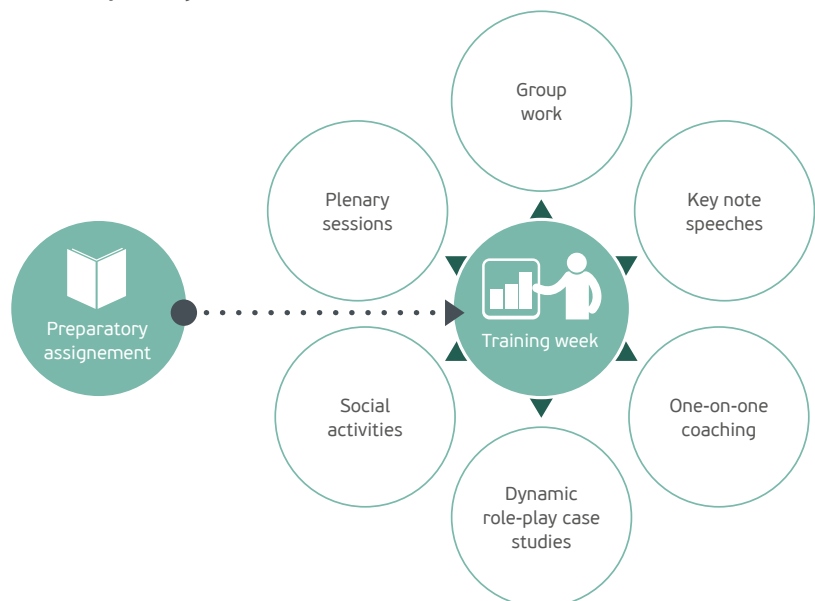 Group
work
Plenary
sessions
Key note
speeches
Preparatory
assignement
Training week
Social
activities
One-on-one
coaching
Dynamic
role-play case
studies